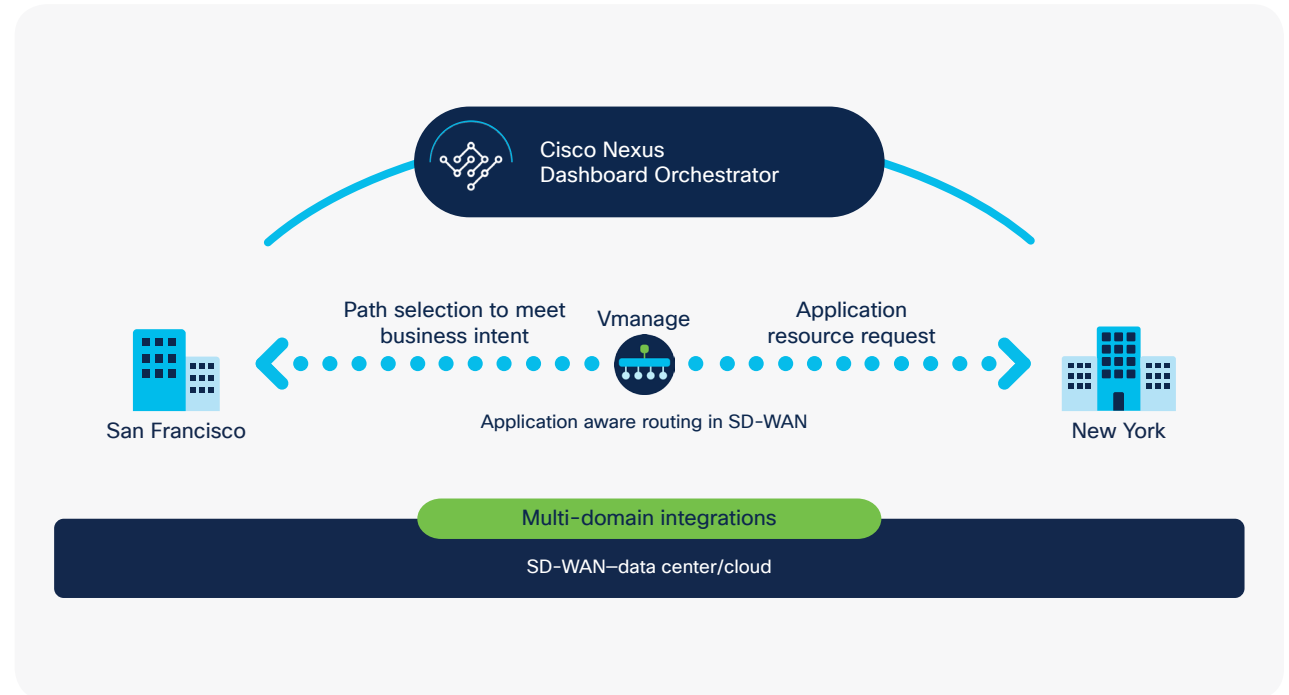 Cisco Nexus
Dashboard Orchestrator
Path selection to meet
business intent
Vmanage
Application
resource request
San Francisco
Application aware routing in SD-WAN
New York
Multi-domain integrations
SD-WAN—data center/cloud